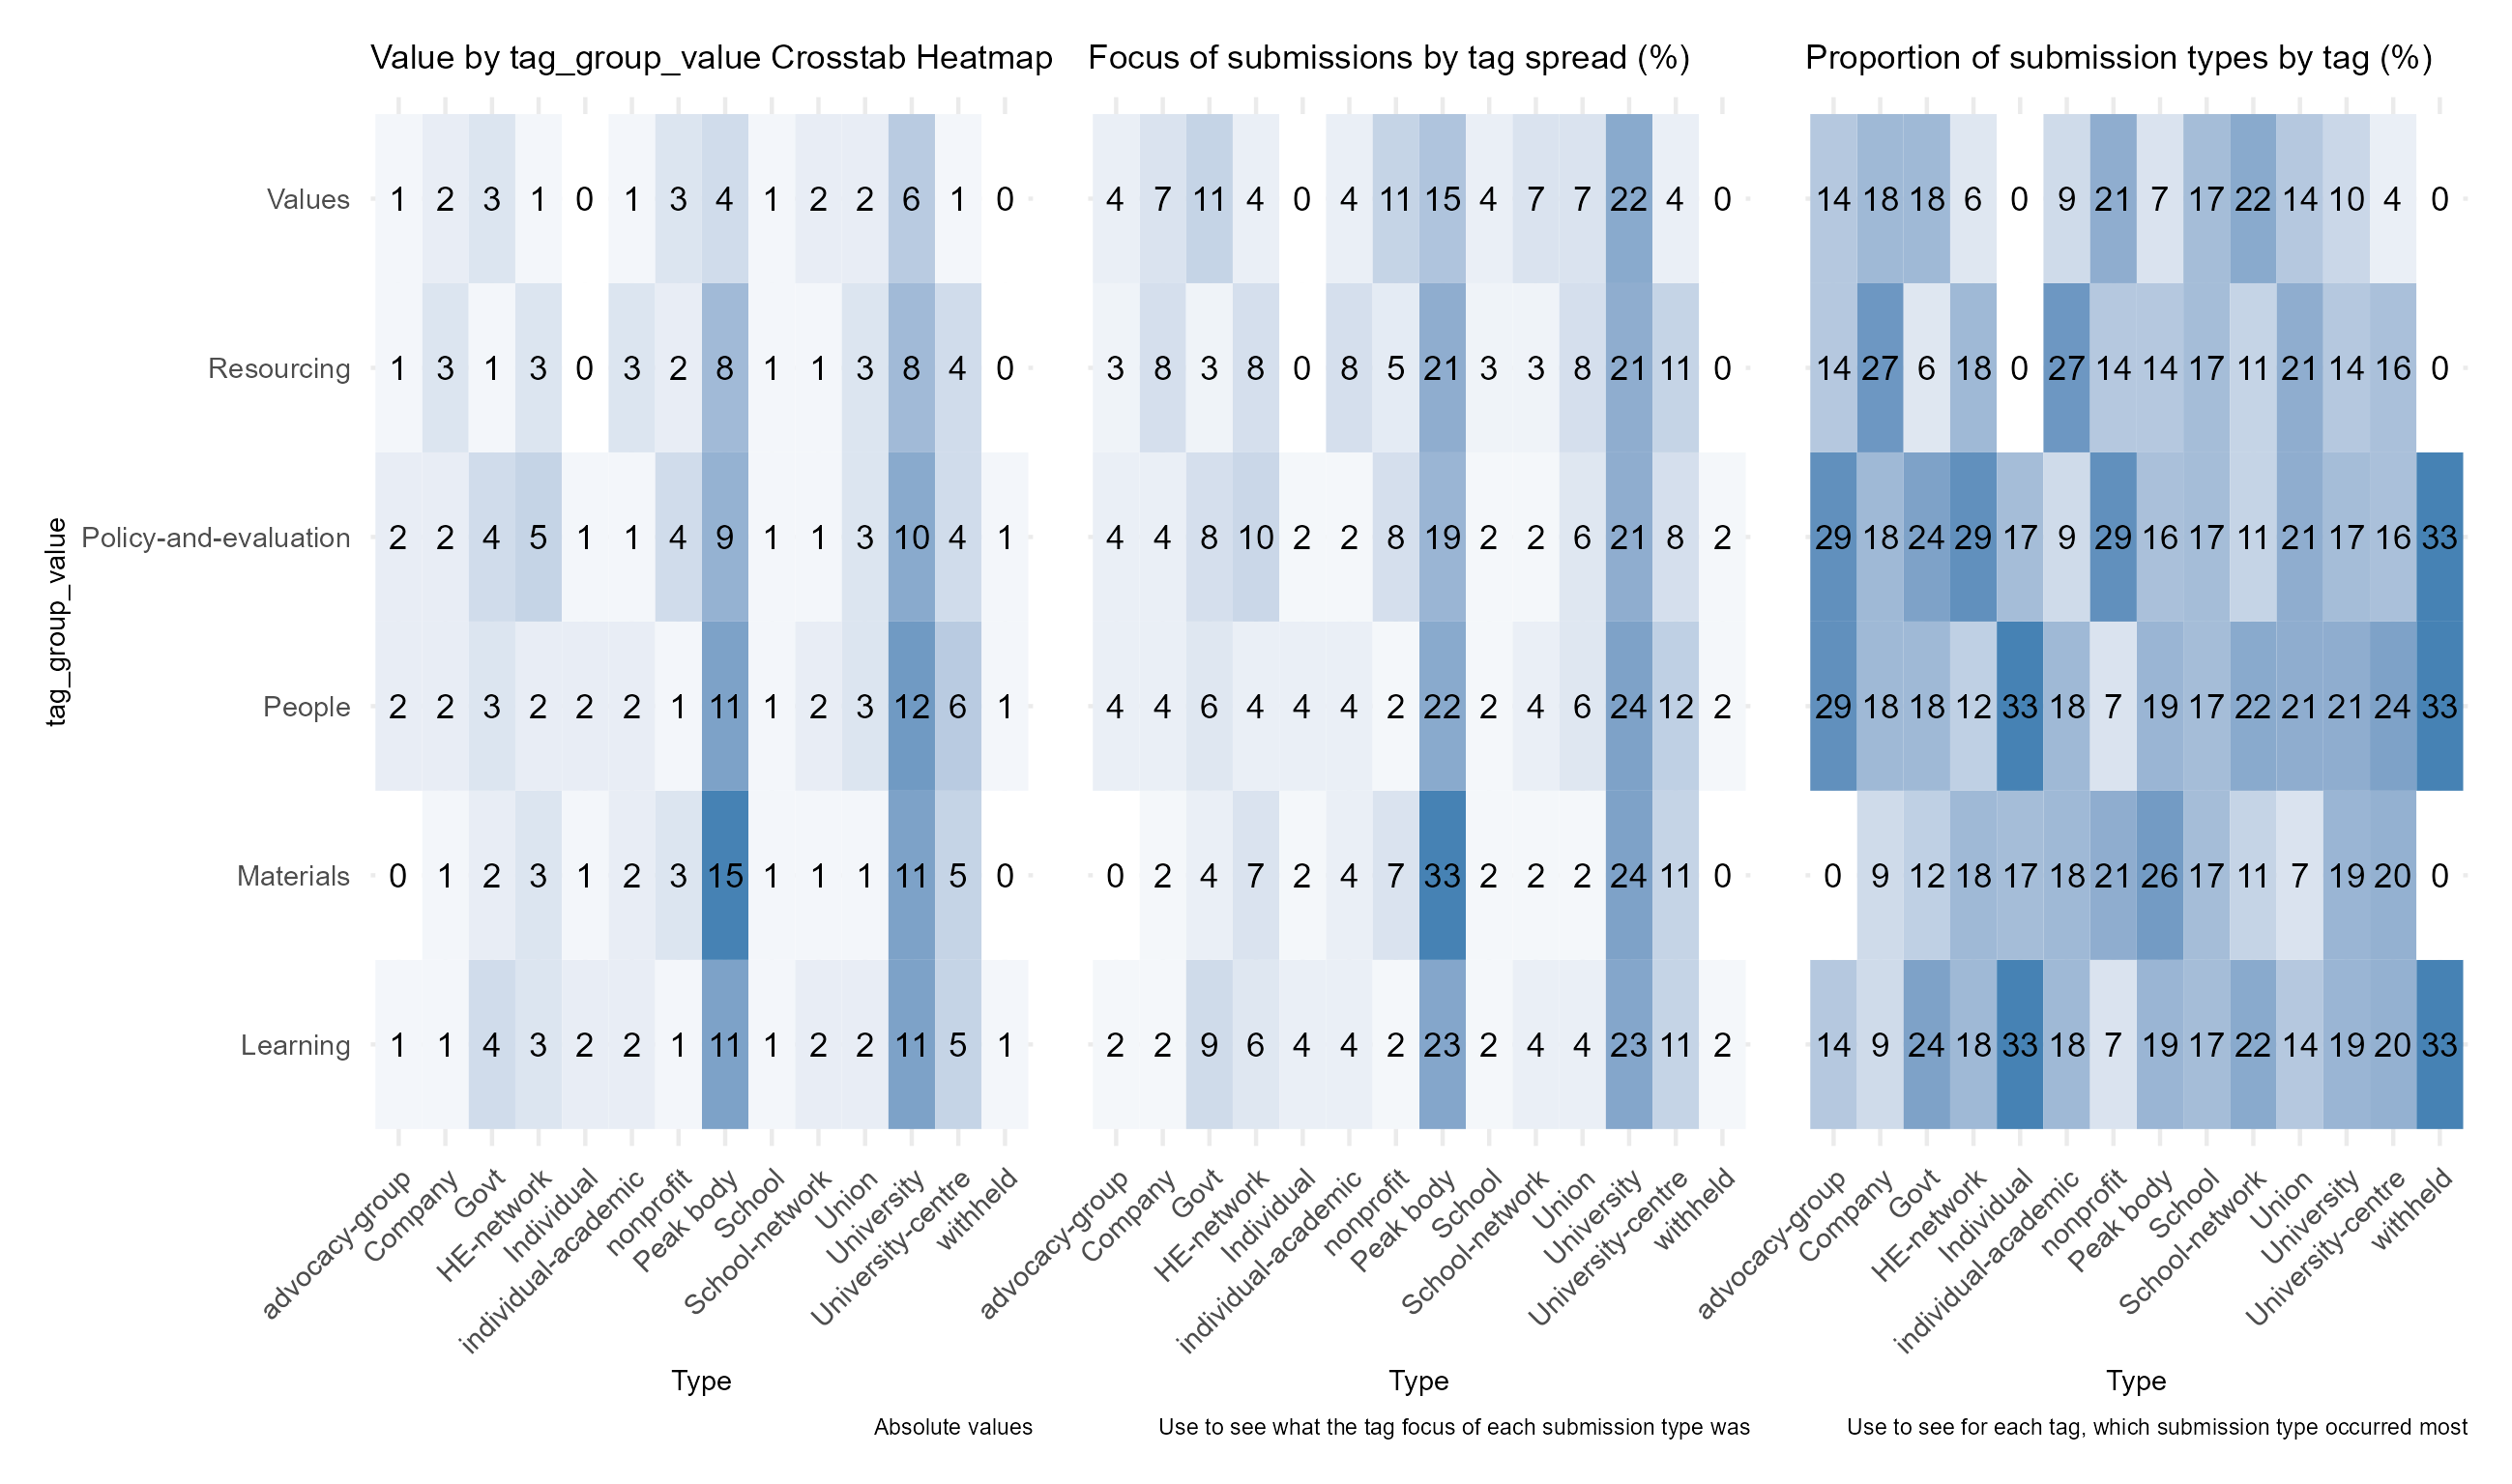 Value by tag_group_value Crosstab Heatmap
Focus of submissions by tag spread (%)
Proportion of submission types by tag (%)
tag_group_value
Values 1 2 3 1 0 1 3 4 1 2 2 6 1 0 4 7 11 4 0 4 11 15 4 7 7 22 4 0 14 18 18 6 0 9 21 7 17 22 14 10 4 0
Resourcing 1 3 1 3 0 3 2 8 1 1 3 8 4 0 3 8 3 8 0 8 5 21 3 3 8 21 11 0 14 27 6 18 0 27 14 14 17 11 21 14 16 0
Policy-and-evaluation 2 2 4 5 1 1 4 9 1 1 3 10 4 1 4 4 8 10 2 2 8 19 2 2 6 21 8 2 29 18 24 29 17 9 29 16 17 11 21 17 16 33
People 2 2 3 2 2 2 1 11 1 2 3 12 6 1 4 4 6 4 4 4 2 22 2 4 6 24 12 2 29 18 18 12 33 18 7 19 17 22 21 21 24 33
Materials 0 1 2 3 1 2 3 15 1 1 1 11 5 0 0 2 4 7 2 4 7 33 2 2 2 24 11 0 0 9 12 18 17 18 21 26 17 11 7 19 20 0
Learning 1 1 4 3 2 2 1 11 1 2 2 11 5 1 2 2 9 6 4 4 2 23 2 4 4 23 11 2 14 9 24 18 33 18 7 19 17 22 14 19 20 33
advocacy-group
Company
Govt
HE-network
Individual
individual-academic
nonprofit
Peak body
School
School-network
Union
University
University-centre
withheld
advocacy-group
Company
Govt
HE-network
Individual
individual-academic
nonprofit
Peak body
School
School-network
Union
University
University-centre
withheld
advocacy-group
Company
Govt
HE-network
Individual
individual-academic
nonprofit
Peak body
School
School-network
Union
University
University-centre
withheld
Type
Type
Type
Absolute values
Use to see what the tag focus of each submission type was
Use to see for each tag, which submission type occurred most